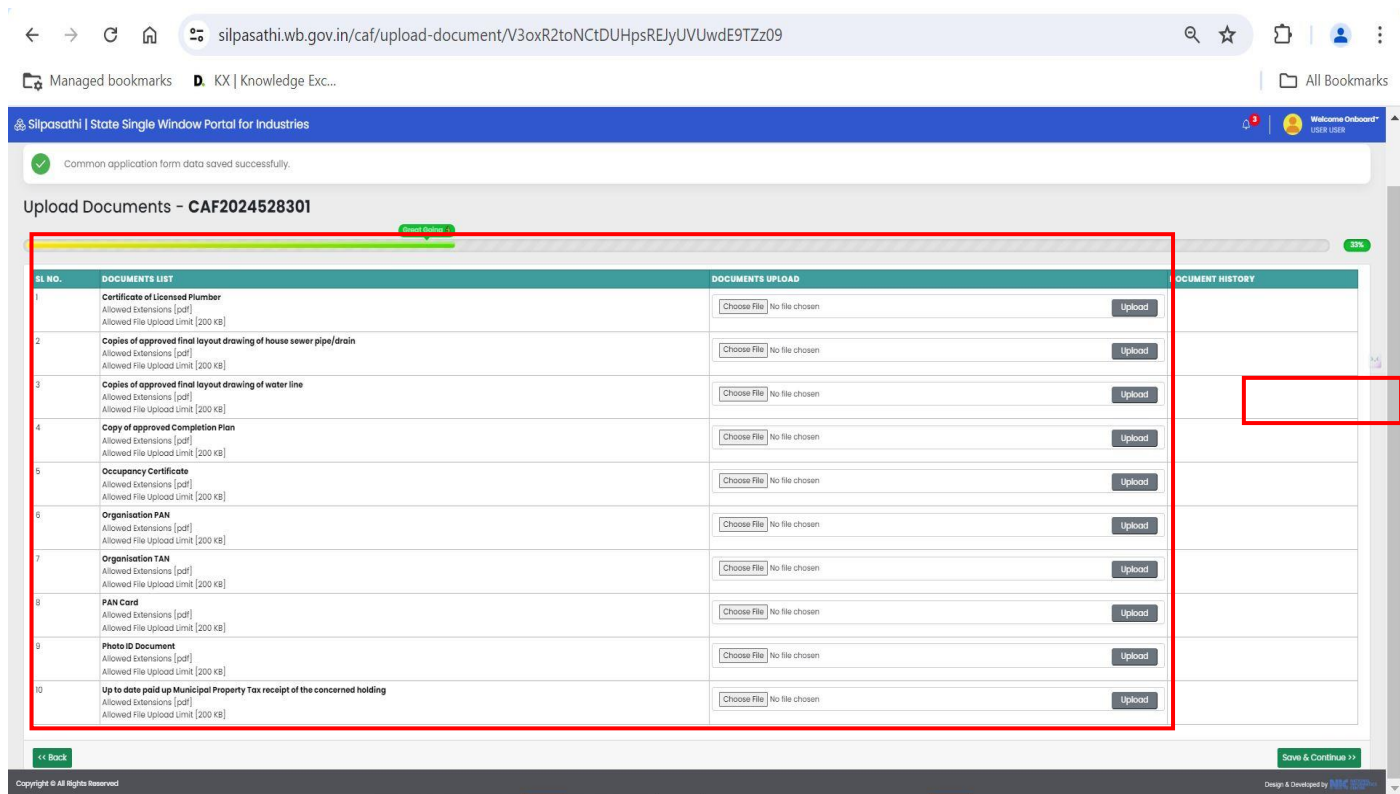 silpasathi.wb.gov.in/caf/upload-document/V3oxR2toNCtDUHpsREJyUVUwdE9TZz09
Managed bookmarks D. KX | Knowledge Exc... All Bookmarks
Silpasathi | State Single Window Portal for Industries 3 Welcome Onboard
USER USER
Common application form data saved successfully.
Upload Documents - CAF2024528301
Great Going
33%
SL NO. DOCUMENTS LIST DOCUMENTS UPLOAD DOCUMENT HISTORY
1 Certificate of Licensed Plumber
Allowed Extensions [pdf] Choose File No file chosen Upload
Allowed File Upload Limit [200 KB]
2 Copies of approved final layout drawing of house sewer pipe/drain
Allowed Extensions [pdf] Choose File No file chosen Upload
Allowed File Upload Limit [200 KB]
3 Copies of approved final layout drawing of water line
Allowed Extensions [pdf] Choose File No file chosen Upload
Allowed File Upload Limit [200 KB]
4 Copy of approved Completion Plan
Allowed Extensions [pdf] Choose File No file chosen Upload
Allowed File Upload Limit [200 KB]
5 Occupancy Certificate
Allowed Extensions [pdf] Choose File No file chosen Upload
Allowed File Upload Limit [200 KB]
6 Organisation PAN
Allowed Extensions [pdf] Choose File No file chosen Upload
Allowed File Upload Limit [200 KB]
7 Organisation TAN
Allowed Extensions [pdf] Choose File No file chosen Upload
Allowed File Upload Limit [200 KB]
8 PAN Card
Allowed Extensions [pdf] Choose File No file chosen Upload
Allowed File Upload Limit [200 KB]
9 Photo ID Document
Allowed Extensions [pdf] Choose File No file chosen Upload
Allowed File Upload Limit [200 KB]
10 Up to date paid up Municipal Property Tax receipt of the concerned holding
Allowed Extensions [pdf] Choose File No file chosen Upload
Allowed File Upload Limit [200 KB]
<< Back Save & Continue >>
Copyright © All Rights Reserved Design & Developed by NIC